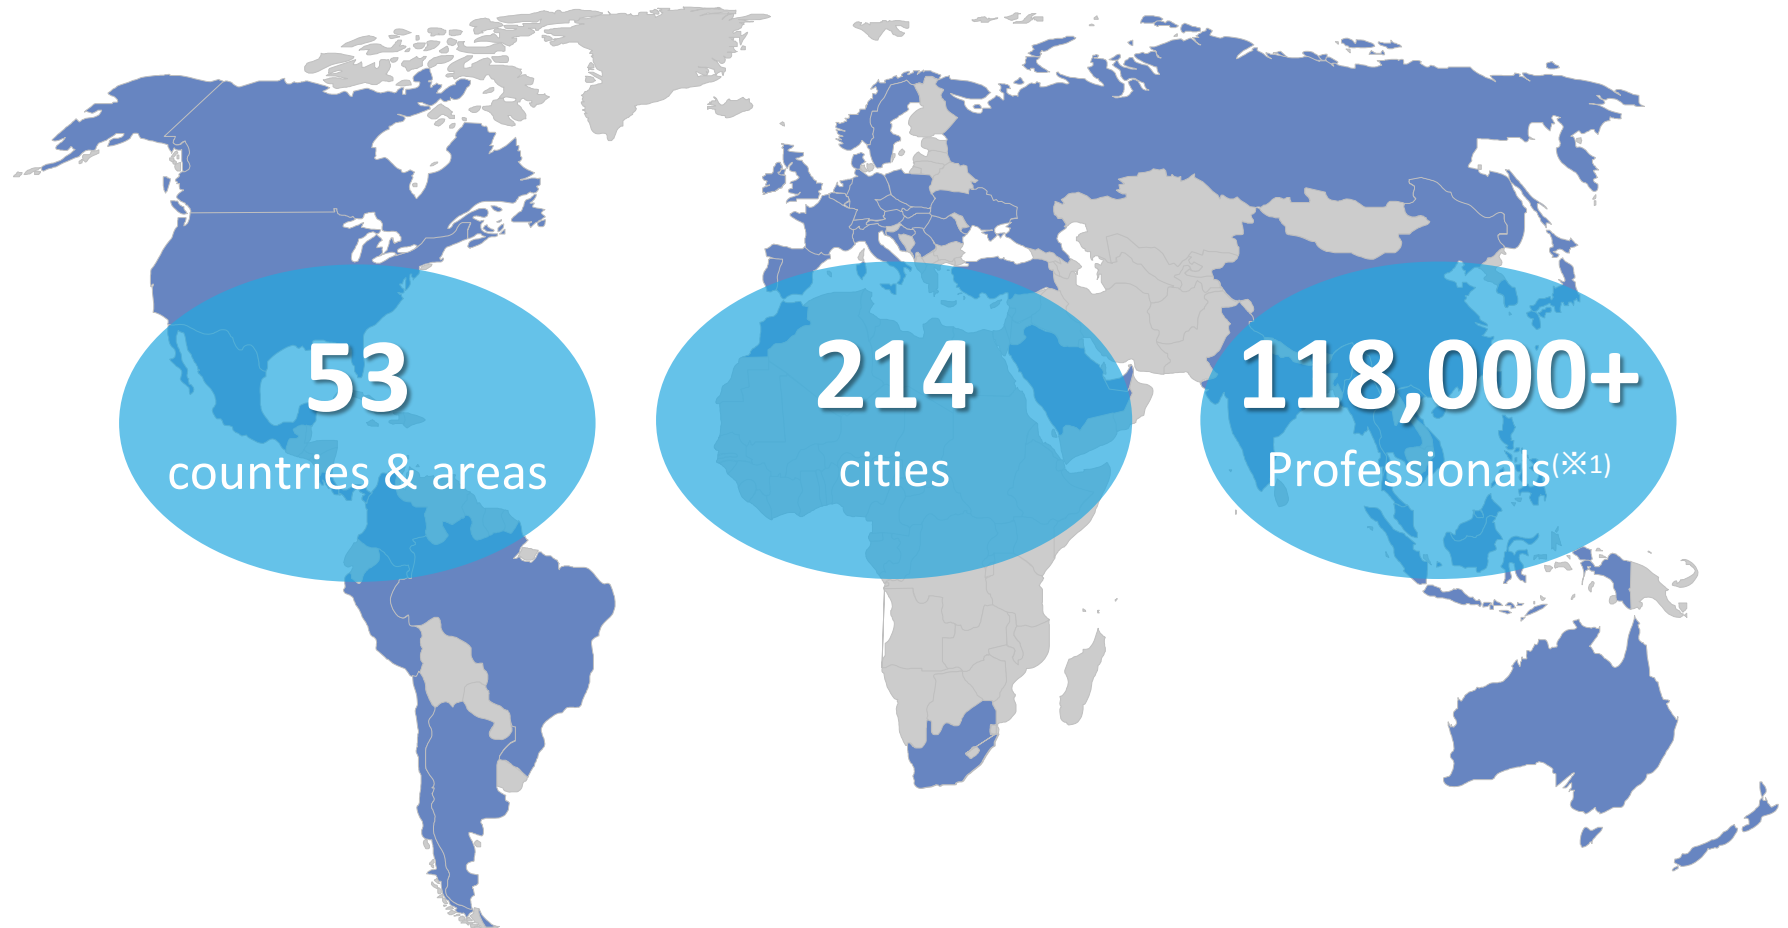 53
countries & areas
214
cities
118,000+
Professionals(※1)